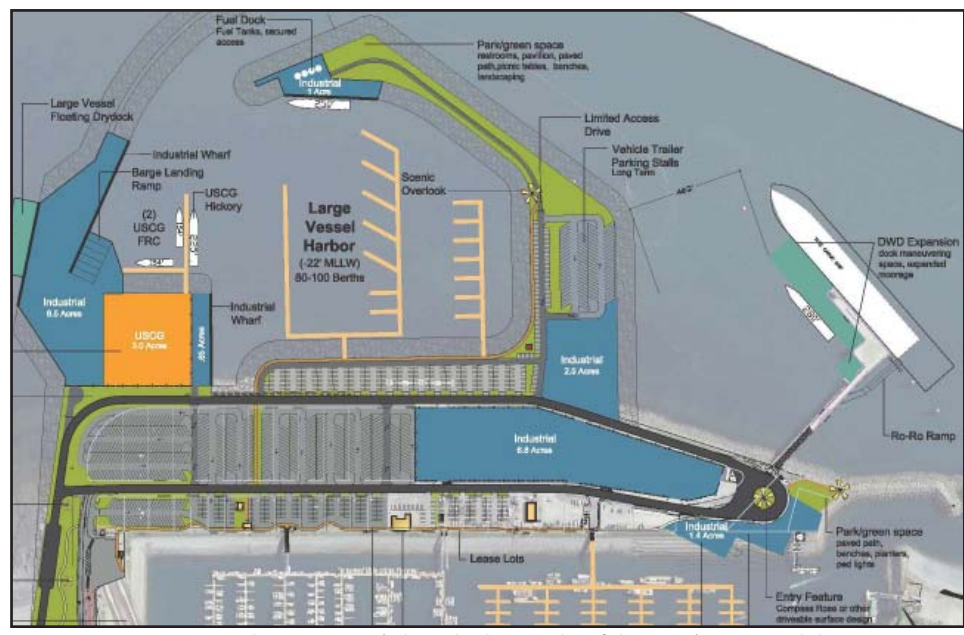 Fuel Dock
Fuel Tanks, secured
access
Park/green space
restrooms, pavilion, paved
path, picnic tables, benches,
landscaping
Industrial
1 Acre
Large Vessel
Floating Drydock
Industrial Wharf
Barge Landing
Ramp
USCG
Hickory
(2)
USCG
FRC
Limited Access
Drive
Vehicle Trailer
Parking Stalls
Long Term
Scenic
Overlook
Large
Vessel
Harbor
(-22' MLLW)
80-100 Berths
DWD Expansion
dock maneuvering
space, expanded
moorage
Industrial
6.5 Acres
USCG
3.0 Acres
.65 Acres
Industrial
Wharf
Industrial
2.5 Acres
Ro-Ro Ramp
Industrial
6.8 Acres
Industrial
1.4 Acres
Park/green space
paved path,
benches, planters,
ped lights
Lease Lots
Entry Feature
Compass Rose or other
driveable surface design